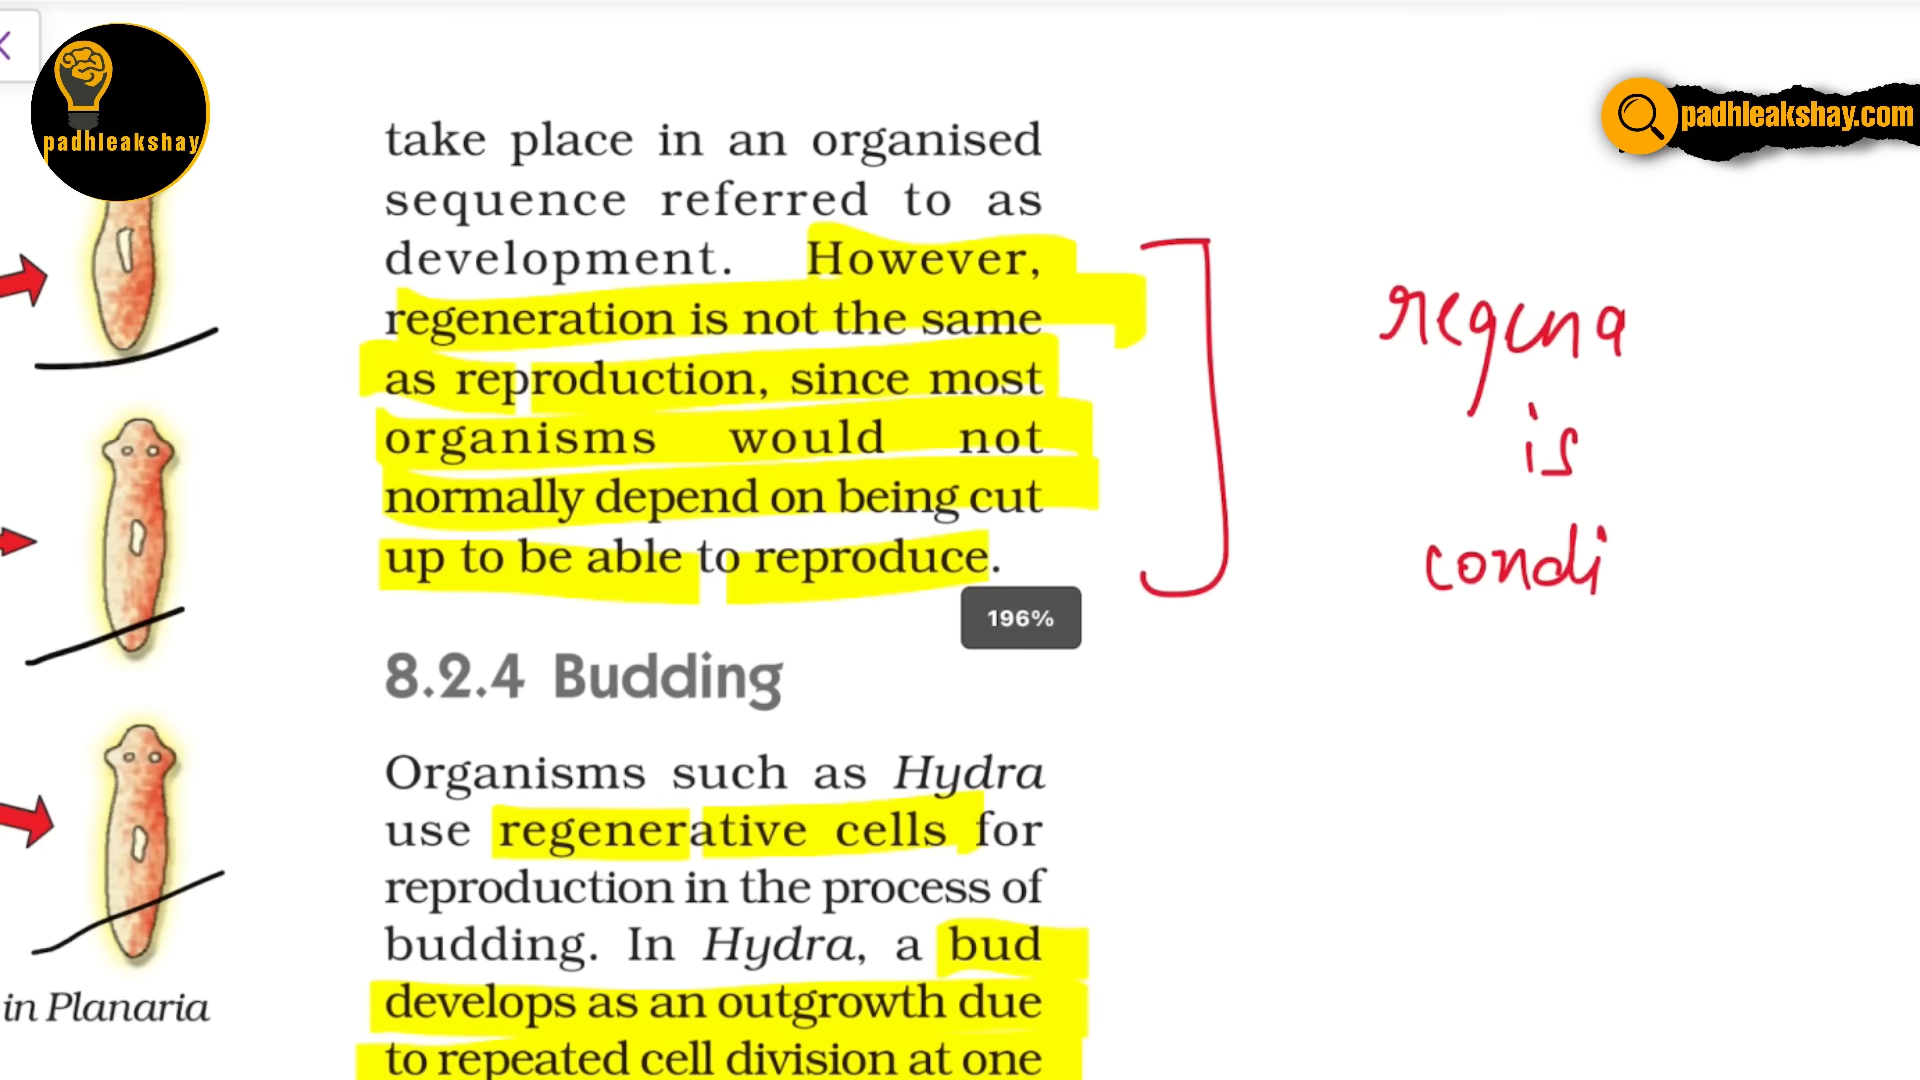 padhleakshay
padhleakshay.com
take place in an organised
sequence referred to as
development. However,
regeneration is not the same
as reproduction, since most
organisms would not
normally depend on being cut
up to be able to reproduce.
196%
regena
is
condi
8.2.4 Budding
Organisms such as Hydra
use regenerative cells for
reproduction in the process of
budding. In Hydra, a bud
develops as an outgrowth due
to repeated cell division at one
in Planaria